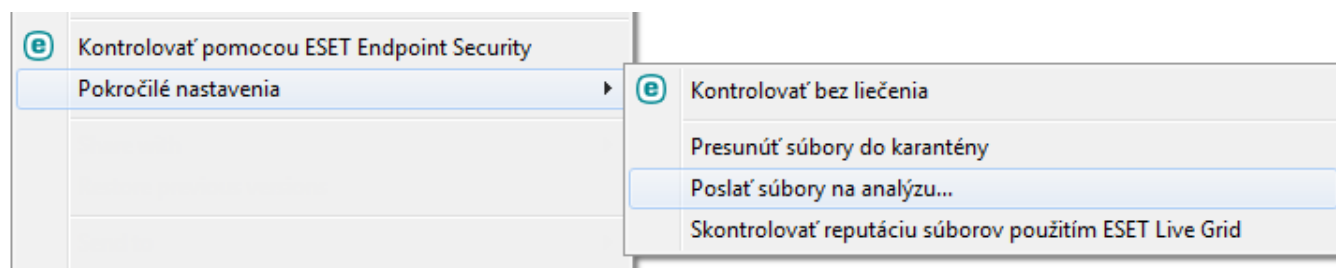 Kontrolovať pomocou ESET Endpoint Security
Pokročilé nastavenia
Kontrolovať bez liečenia
Presunúť súbory do karantény
Poslať súbory na analýzu...
Skontrolovať reputáciu súborov použitím ESET Live Grid